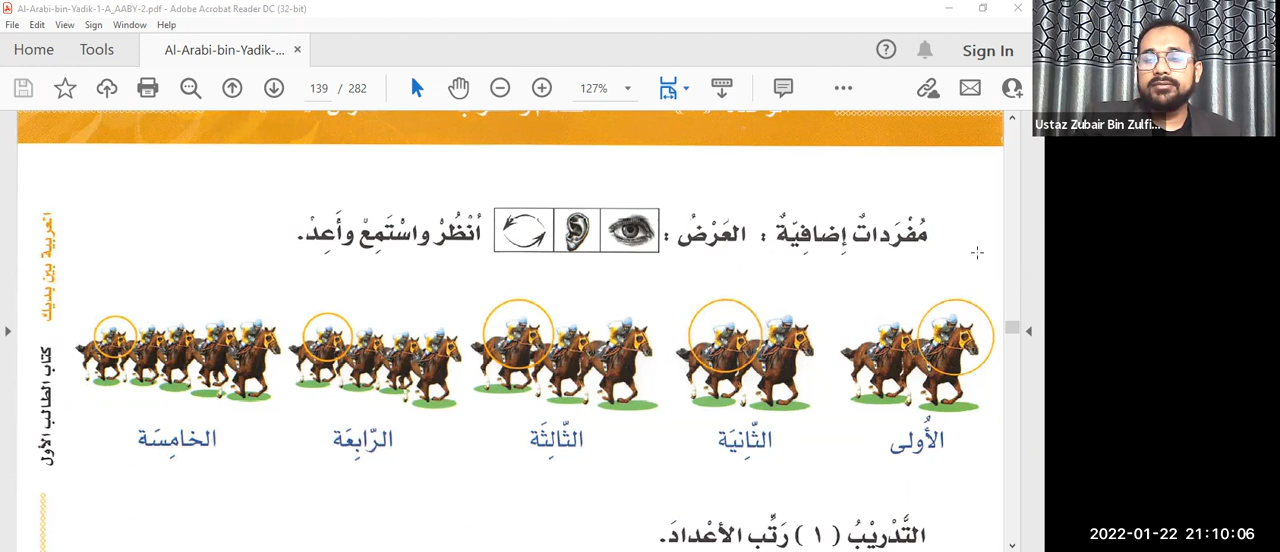 Al-Arabi-bin-Yadik-1-A_AABY-2.pdf - Adobe Acrobat Reader DC (32-bit)
File Edit View Sign Window Help
Home Tools Al-Arabi-bin-Yadik-...
Sign In
139 / 282
127%
Ustaz Zubair Bin Zulfi...
مُفْرَداتٌ إِضافِيّةٌ : العَرْضُ : اُنْظُرْ واسْتَمِعْ وأَعِدْ.
العربية بين يديك
كتاب الطالب الأول
الأُولى الثّانِيَة الثّالِثَة الرّابِعَة الخامِسَة
التَّدْرِيْبُ ( ١ ) رَتِّبِ الأَعْدادَ.
2022-01-22 21:10:06